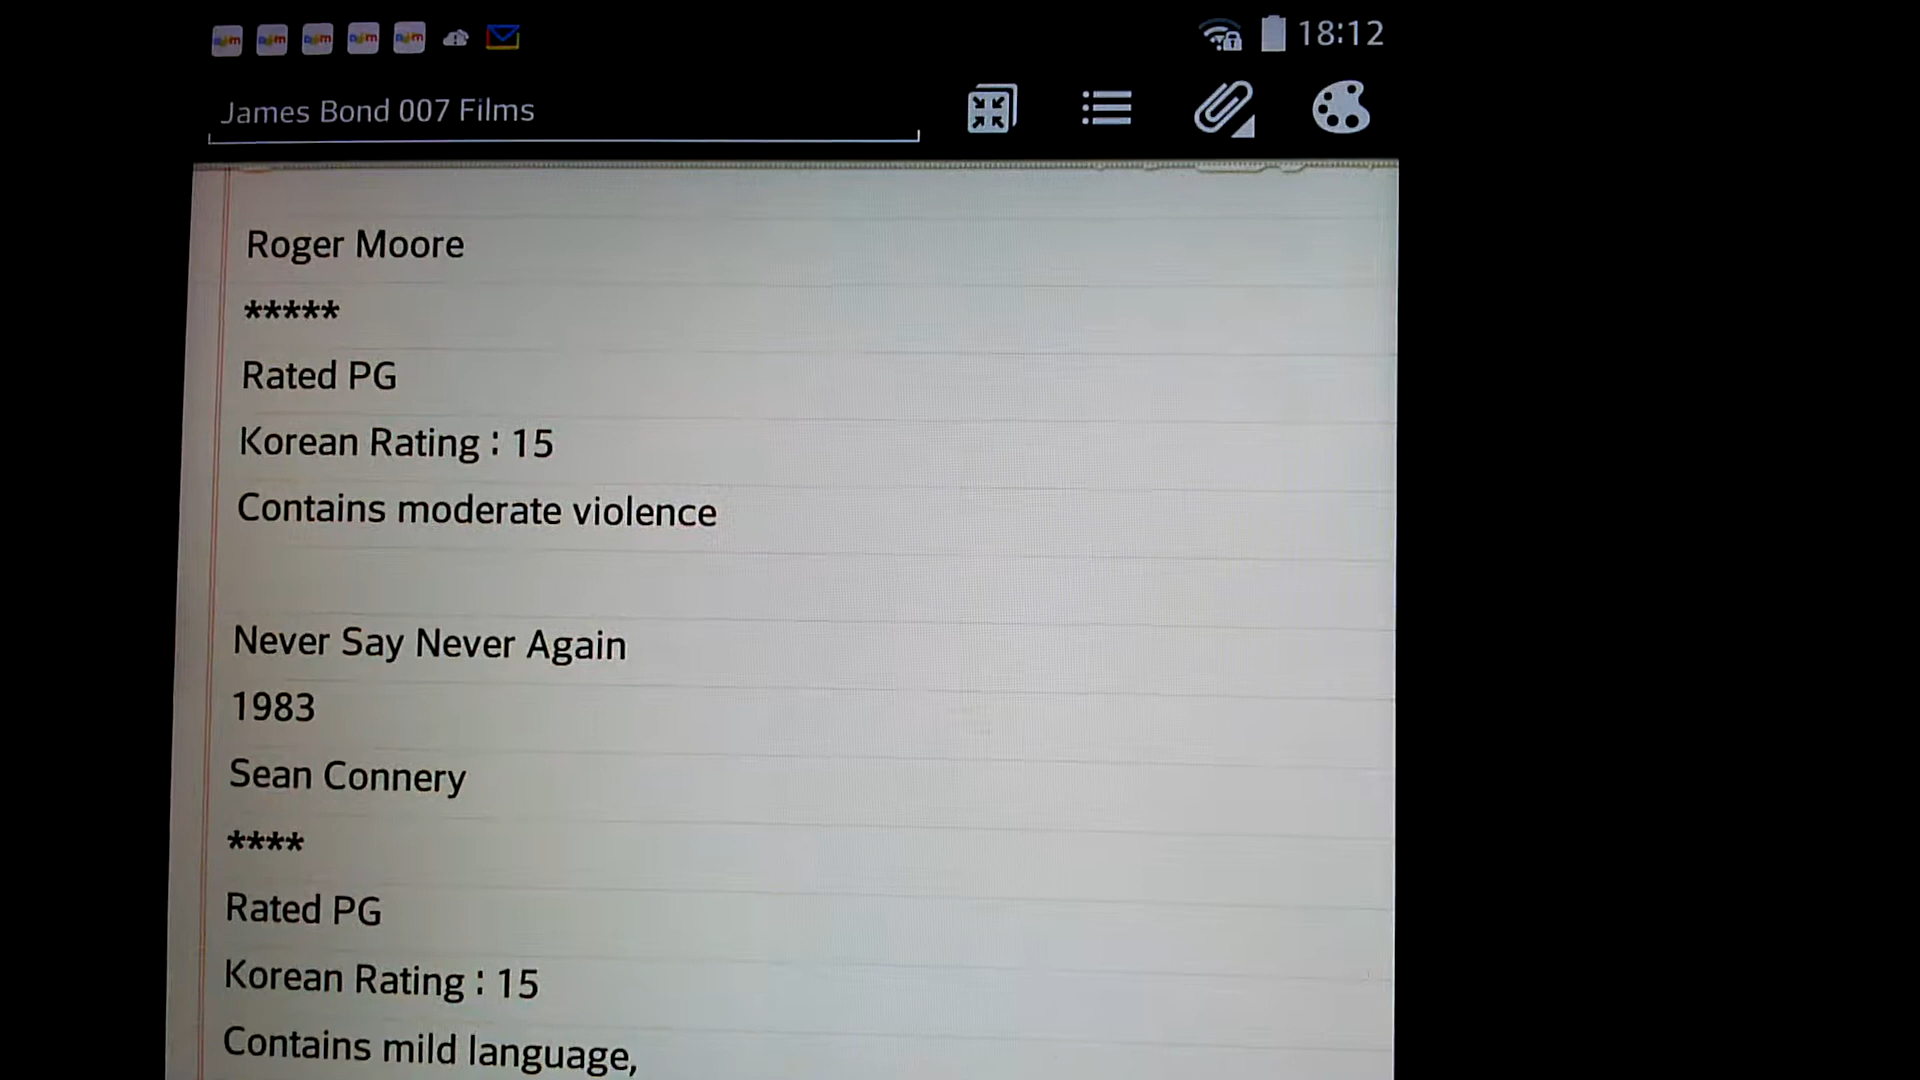 18:12
James Bond 007 Films
Roger Moore
*****
Rated PG
Korean Rating : 15
Contains moderate violence
Never Say Never Again
1983
Sean Connery
****
Rated PG
Korean Rating : 15
Contains mild language,